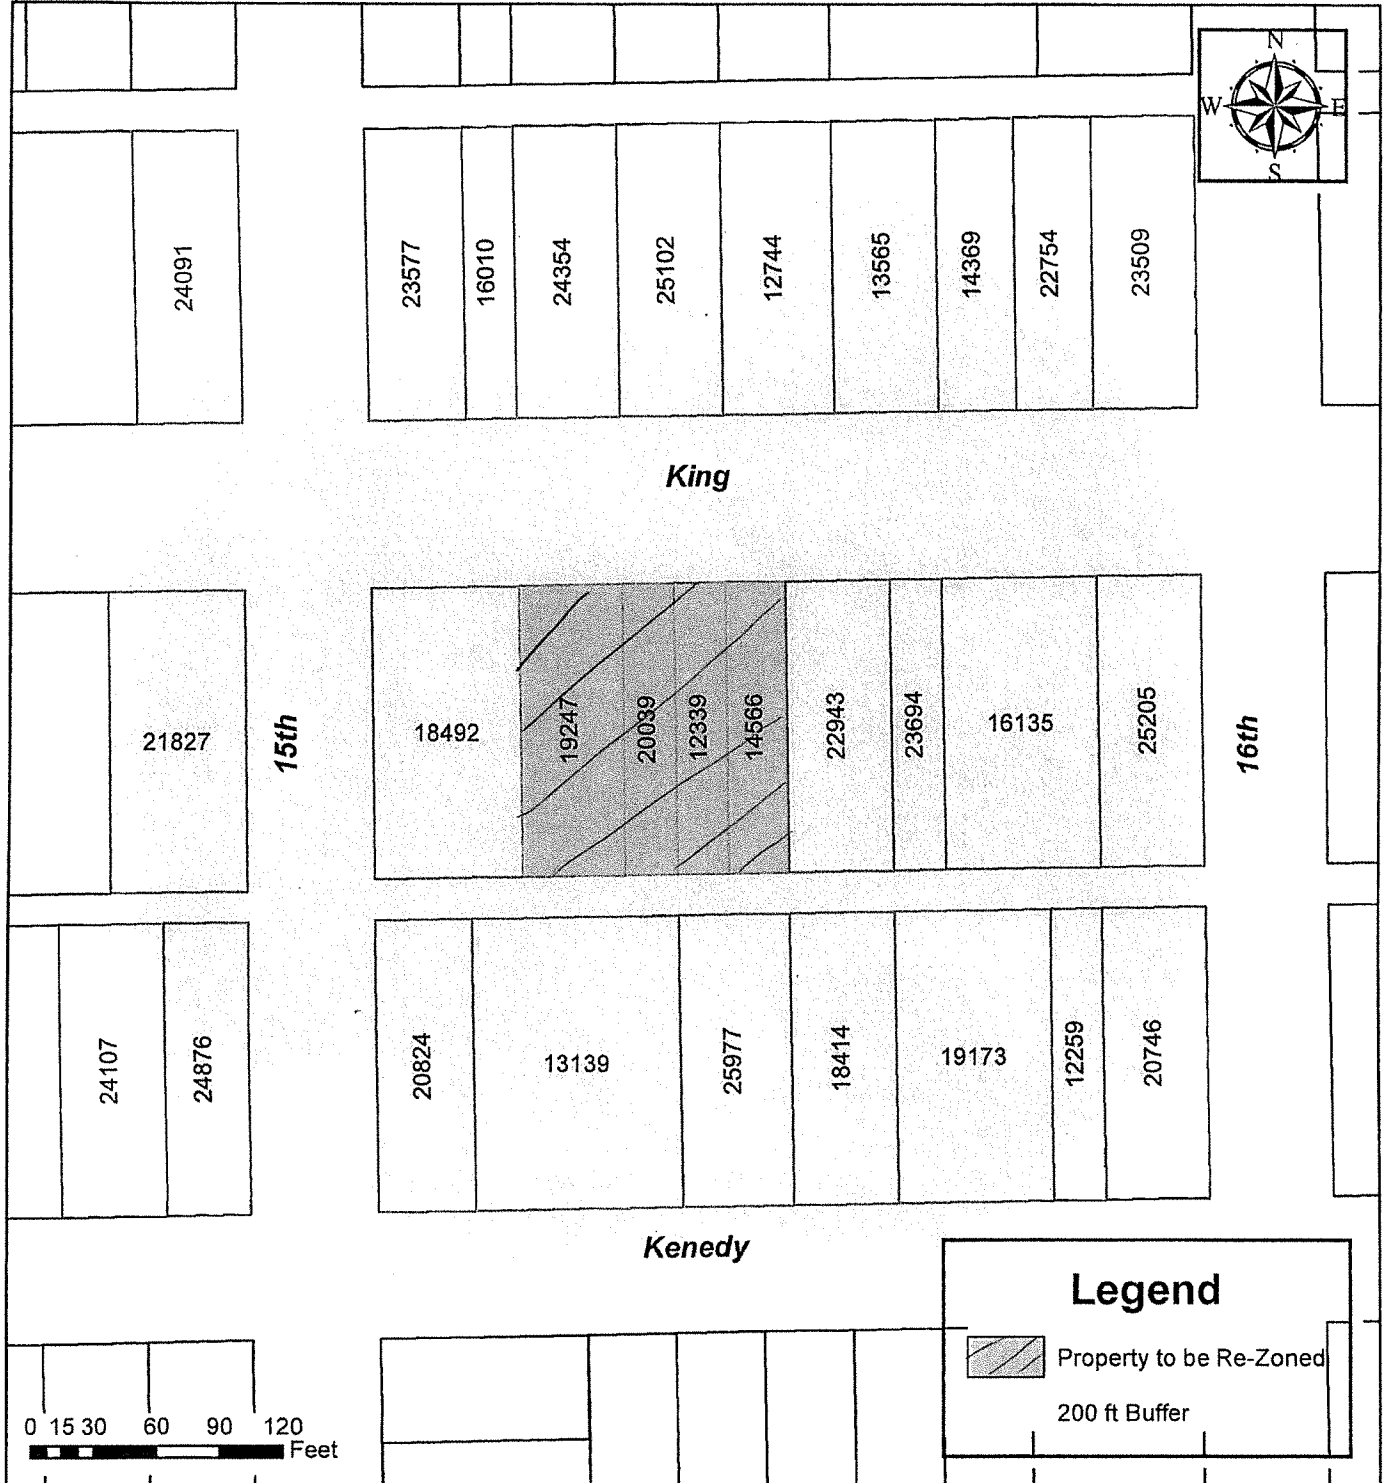 N
W E
S
24091
23577
16010
24354
25102
12744
13565
14369
22754
23509
King
21827
15th
18492
19247
20039
12339
14566
22943
23694
16135
25205
16th
24107
24876
20824
13139
25977
18414
19173
12259
20746
Kenedy
Legend
Property to be Re-Zoned
200 ft Buffer
0 15 30 60 90 120
Feet